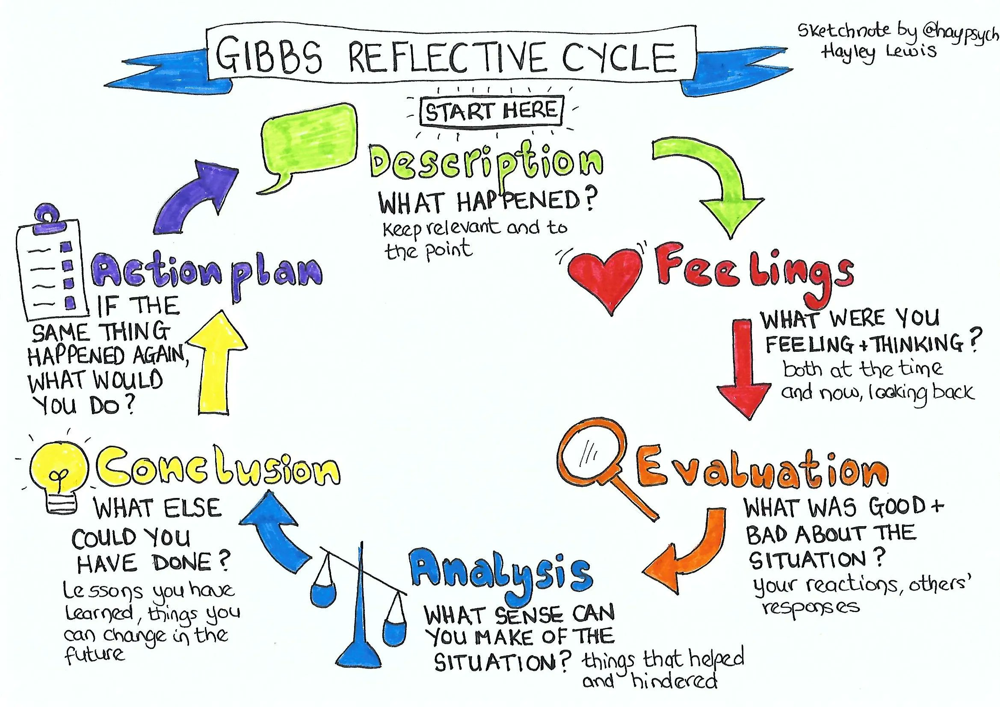 GIBBS REFLECTIVE CYCLE
Sketchnote by @haypsych
Hayley Lewis
START HERE
Description
WHAT HAPPENED?
keep relevant and to
the point
Feelings
WHAT WERE YOU
FEELING + THINKING?
both at the time
and now, looking back
Evaluation
WHAT WAS GOOD +
BAD ABOUT THE
SITUATION?
your reactions, others'
responses
Analysis
WHAT SENSE CAN
YOU MAKE OF THE
SITUATION? things that helped
and hindered
Conclusion
WHAT ELSE
COULD YOU
HAVE DONE?
Lessons you have
learned, things you
can change in the
future
Action plan
IF THE
SAME THING
HAPPENED AGAIN,
WHAT WOULD
YOU DO?